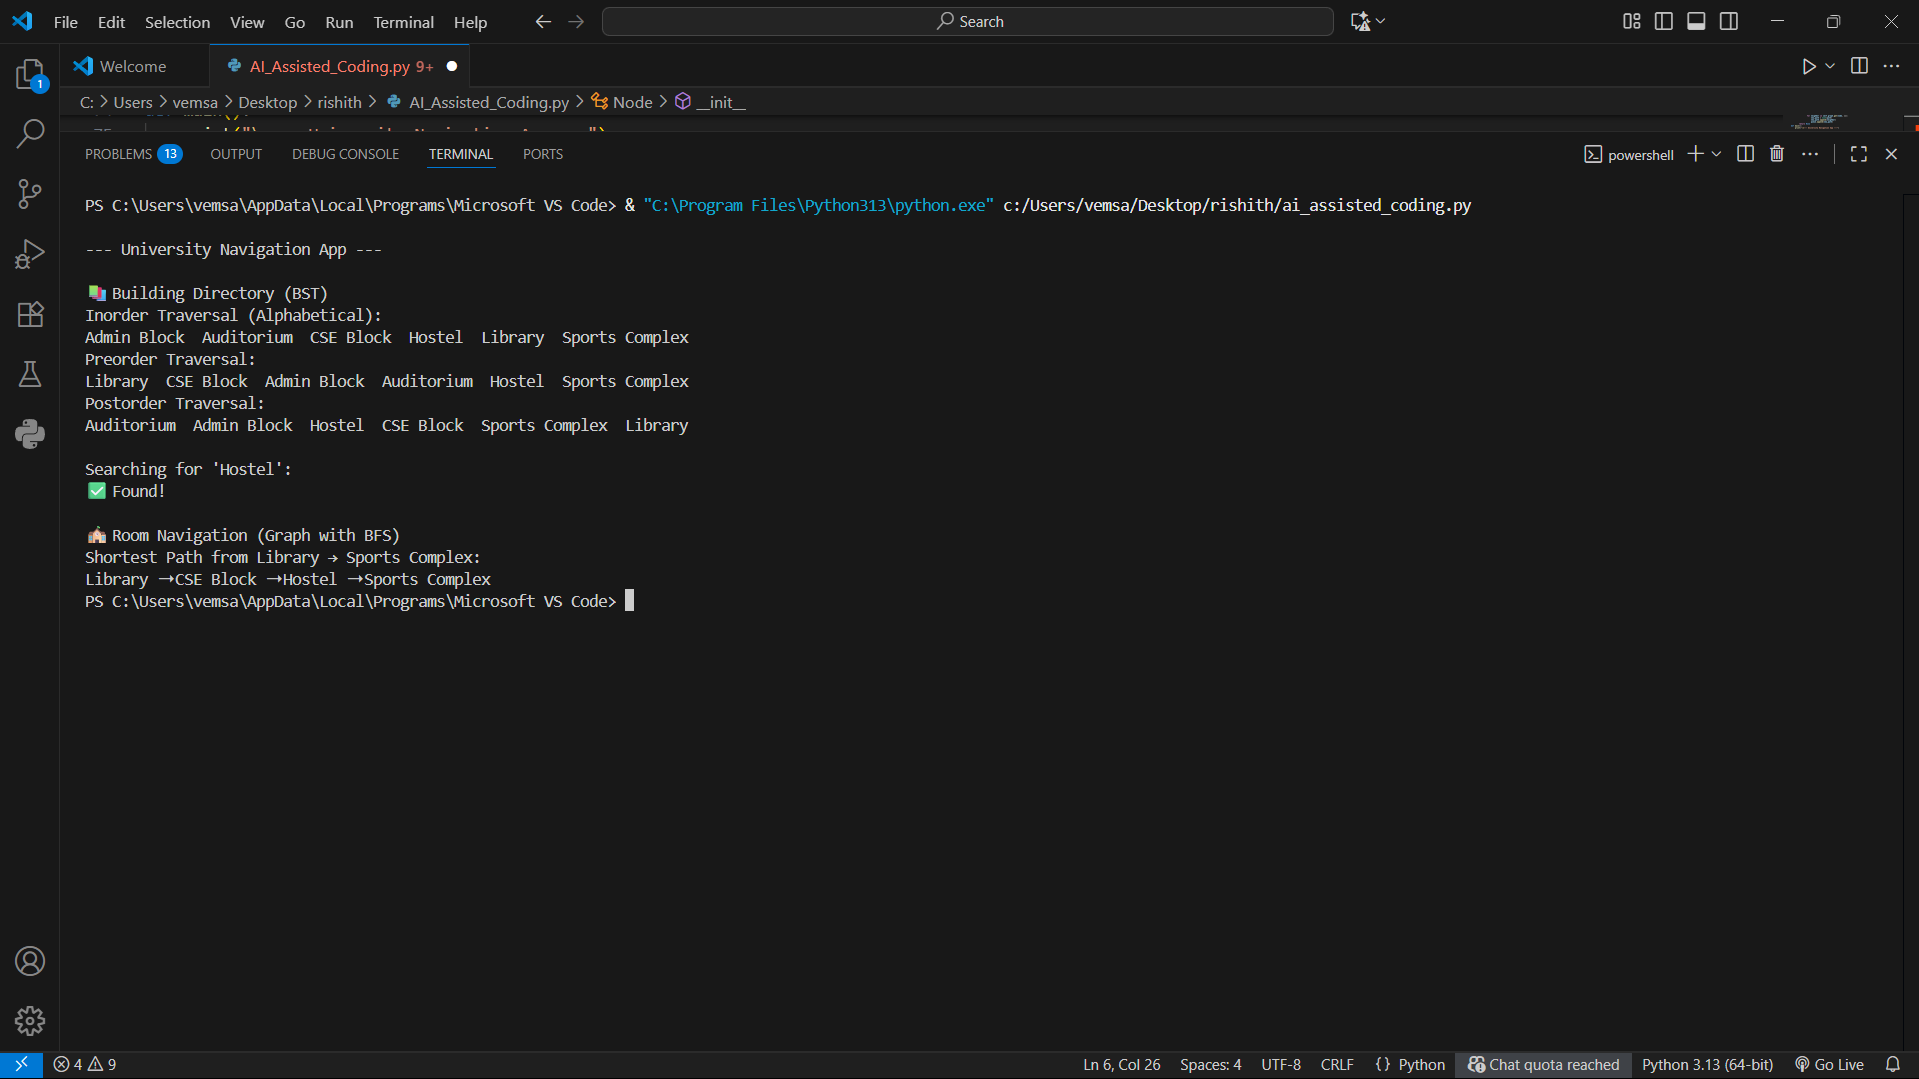 File Edit Selection View Go Run Terminal Help
Search
Welcome
AI_Assisted_Coding.py 9+
C: > Users > vemsa > Desktop > rishith > AI_Assisted_Coding.py > Node > __init__
PROBLEMS 13 OUTPUT DEBUG CONSOLE TERMINAL PORTS
powershell
PS C:\Users\vemsa\AppData\Local\Programs\Microsoft VS Code> & "C:\Program Files\Python313\python.exe" c:/Users/vemsa/Desktop/rishith/ai_assisted_coding.py
--- University Navigation App ---
📚 Building Directory (BST)
Inorder Traversal (Alphabetical):
Admin Block  Auditorium  CSE Block  Hostel  Library  Sports Complex
Preorder Traversal:
Library  CSE Block  Admin Block  Auditorium  Hostel  Sports Complex
Postorder Traversal:
Auditorium  Admin Block  Hostel  CSE Block  Sports Complex  Library
Searching for 'Hostel':
✅ Found!
🏫 Room Navigation (Graph with BFS)
Shortest Path from Library → Sports Complex:
Library →CSE Block →Hostel →Sports Complex
PS C:\Users\vemsa\AppData\Local\Programs\Microsoft VS Code>
1
4 9 Ln 6, Col 26 Spaces: 4 UTF-8 CRLF {} Python Chat quota reached Python 3.13 (64-bit) Go Live